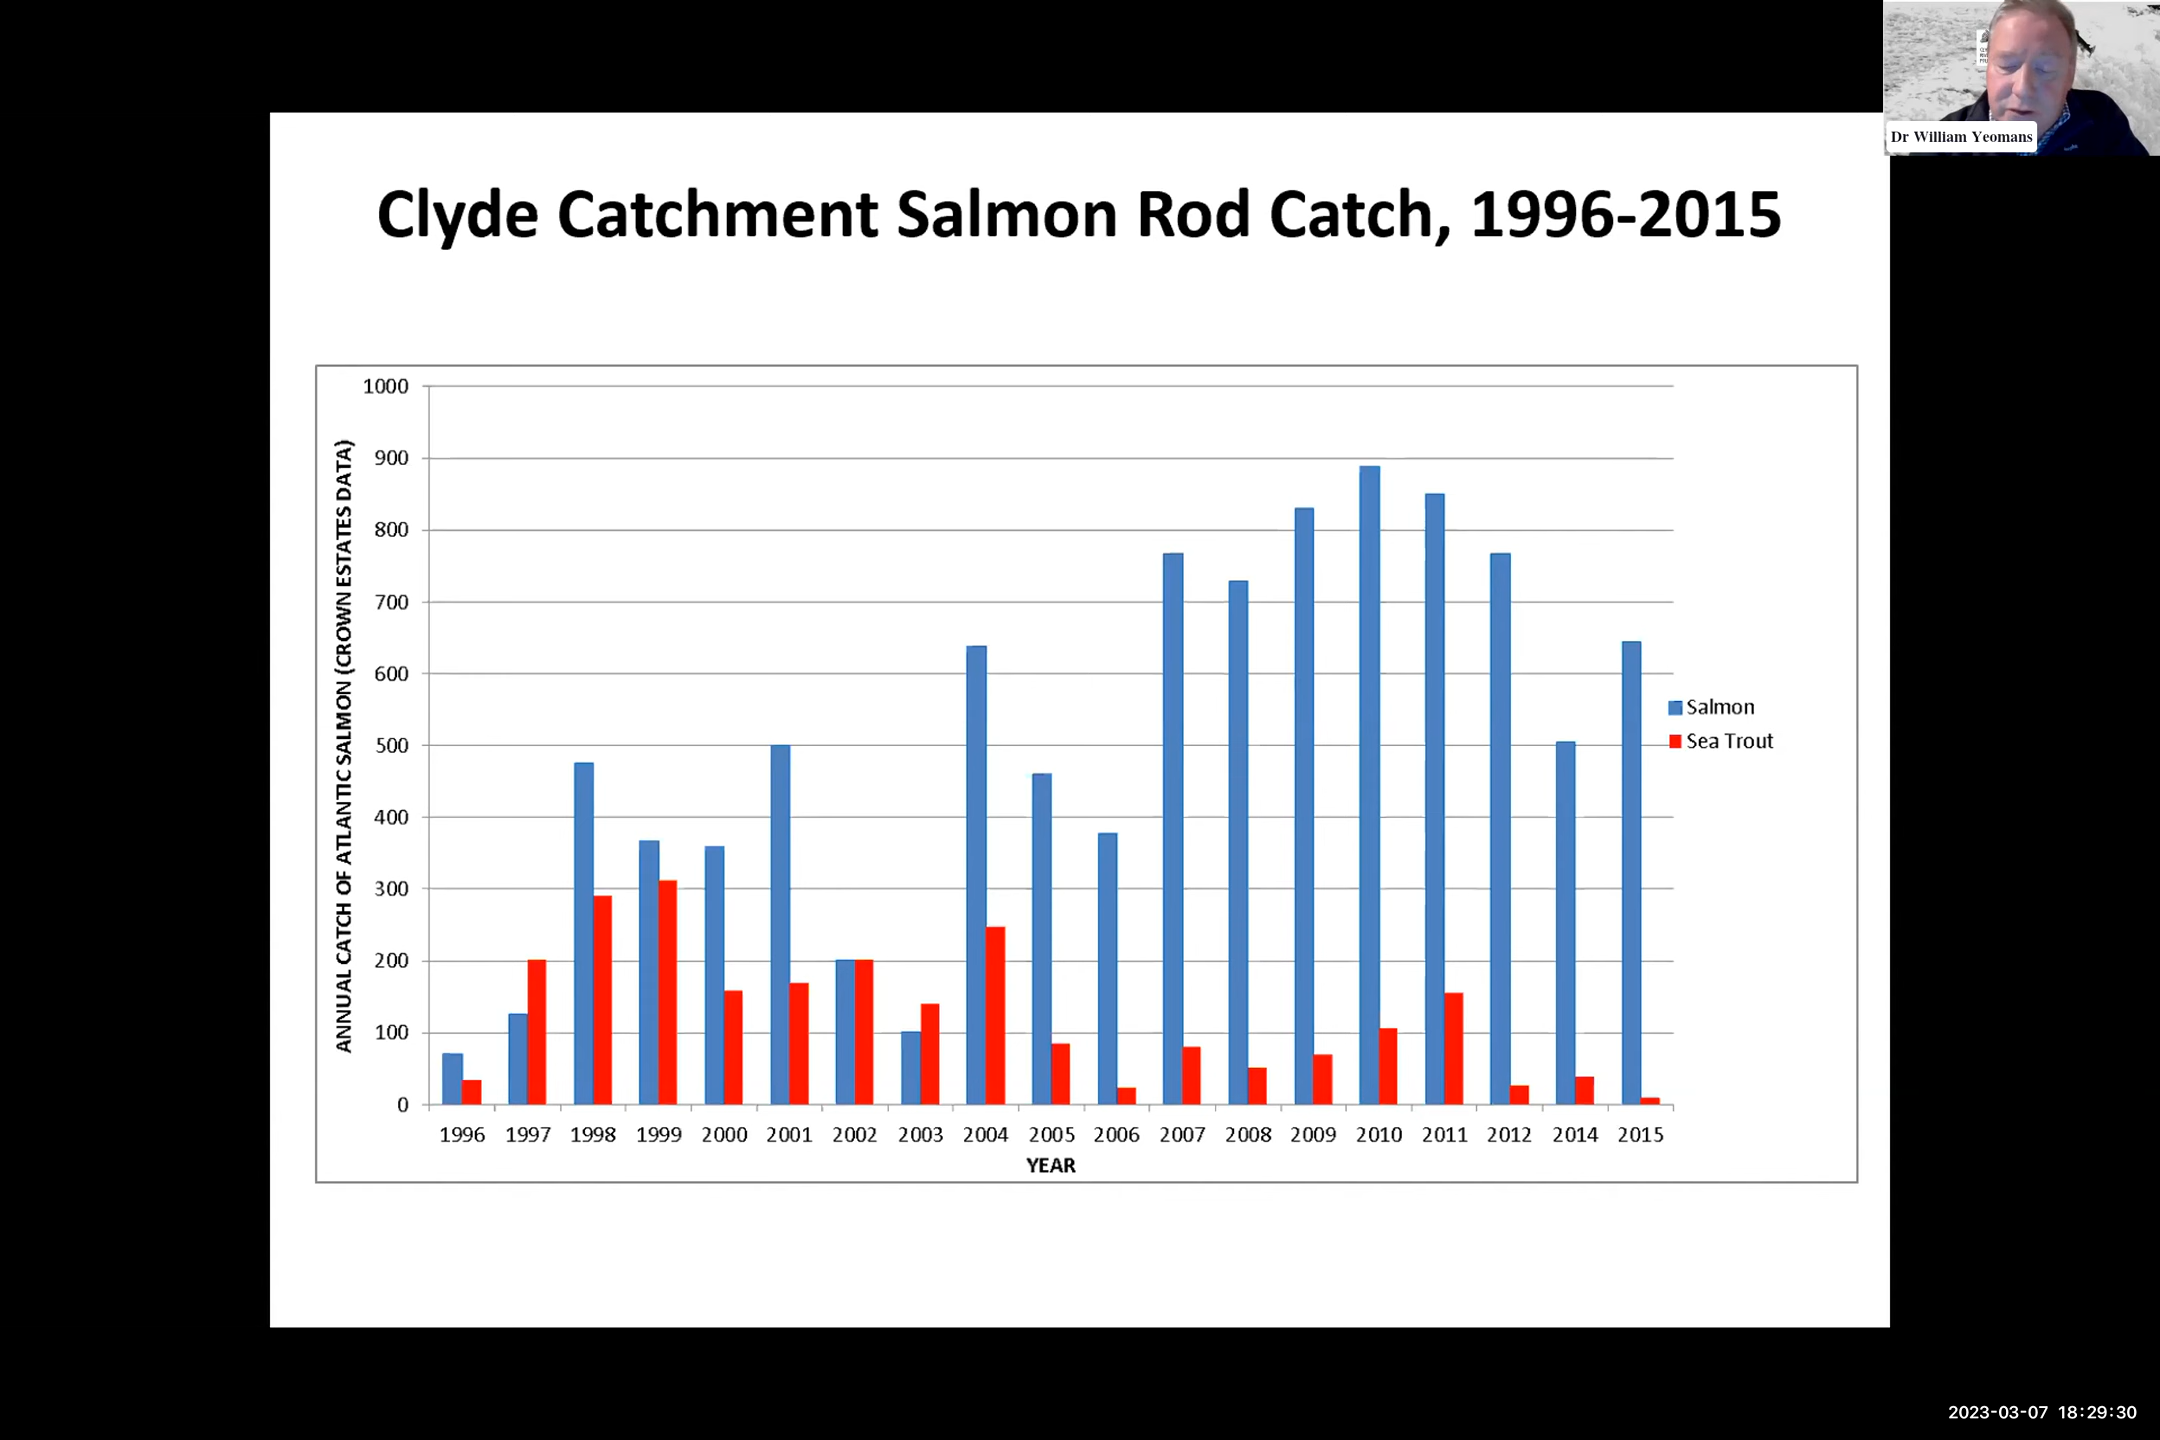 Dr William Yeomans
Clyde Catchment Salmon Rod Catch, 1996-2015
ANNUAL CATCH OF ATLANTIC SALMON (CROWN ESTATES DATA)
1000
900
800
700
600
500
400
300
200
100
0
1996 1997 1998 1999 2000 2001 2002 2003 2004 2005 2006 2007 2008 2009 2010 2011 2012 2014 2015
YEAR
Salmon
Sea Trout
2023-03-07 18:29:30